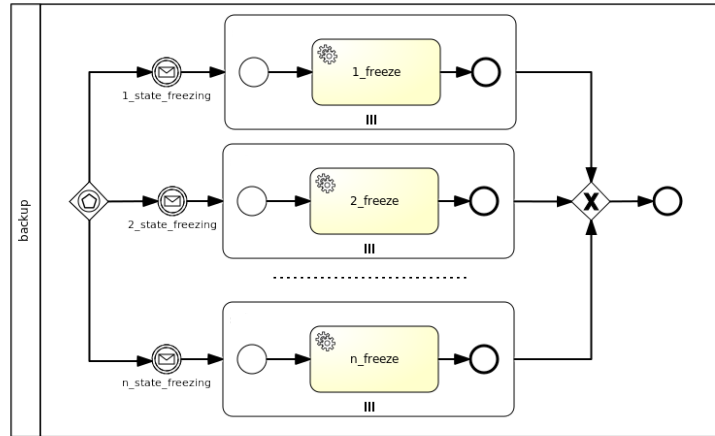 1_freeze
1_state_freezing
backup
2_freeze
2_state_freezing
n_freeze
n_state_freezing